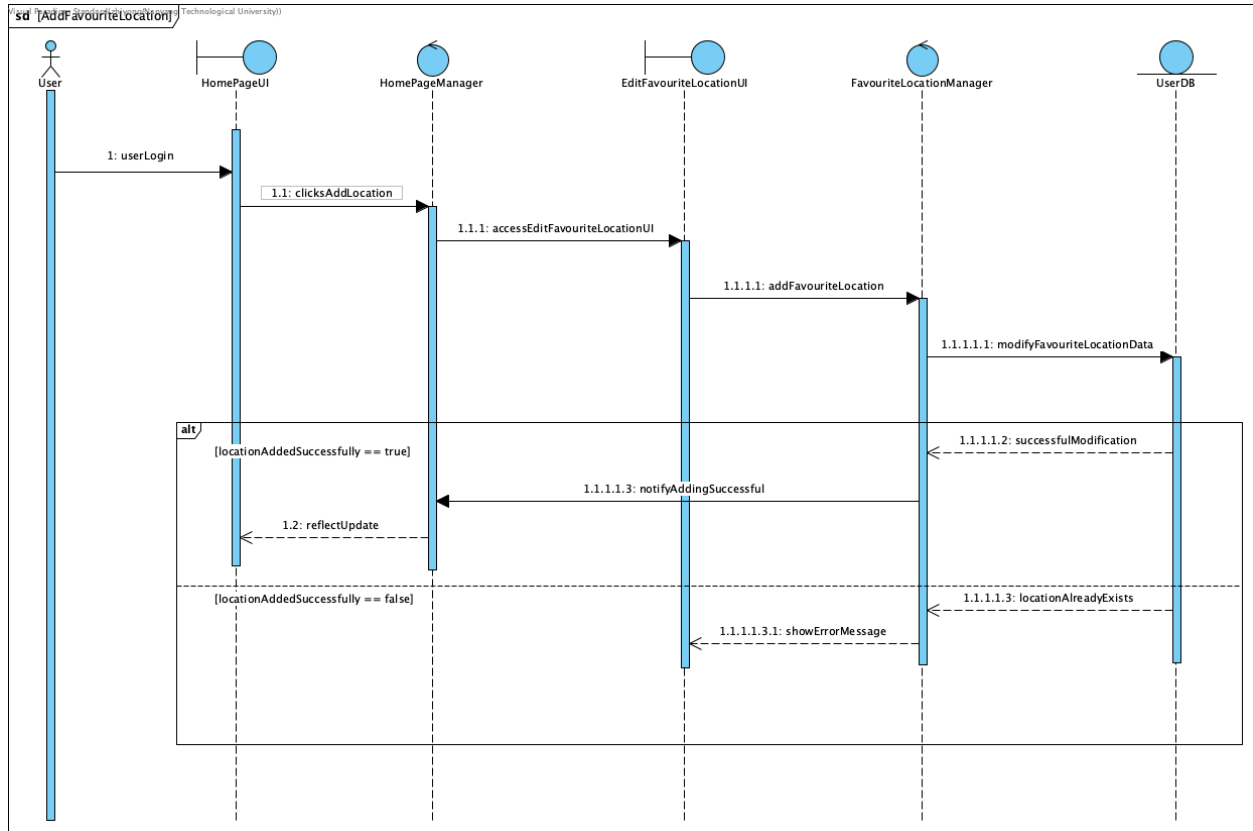 sd [AddFavouriteLocation]
User
HomePageUI
HomePageManager
EditFavouriteLocationUI
FavouriteLocationManager
UserDB
1: userLogin
1.1: clicksAddLocation
1.1.1: accessEditFavouriteLocationUI
1.1.1.1: addFavouriteLocation
1.1.1.1.1: modifyFavouriteLocationData
alt
[locationAddedSuccessfully == true]
1.1.1.1.2: successfulModification
1.1.1.1.3: notifyAddingSuccessful
1.2: reflectUpdate
[locationAddedSuccessfully == false]
1.1.1.1.3: locationAlreadyExists
1.1.1.1.3.1: showErrorMessage
Technological University))